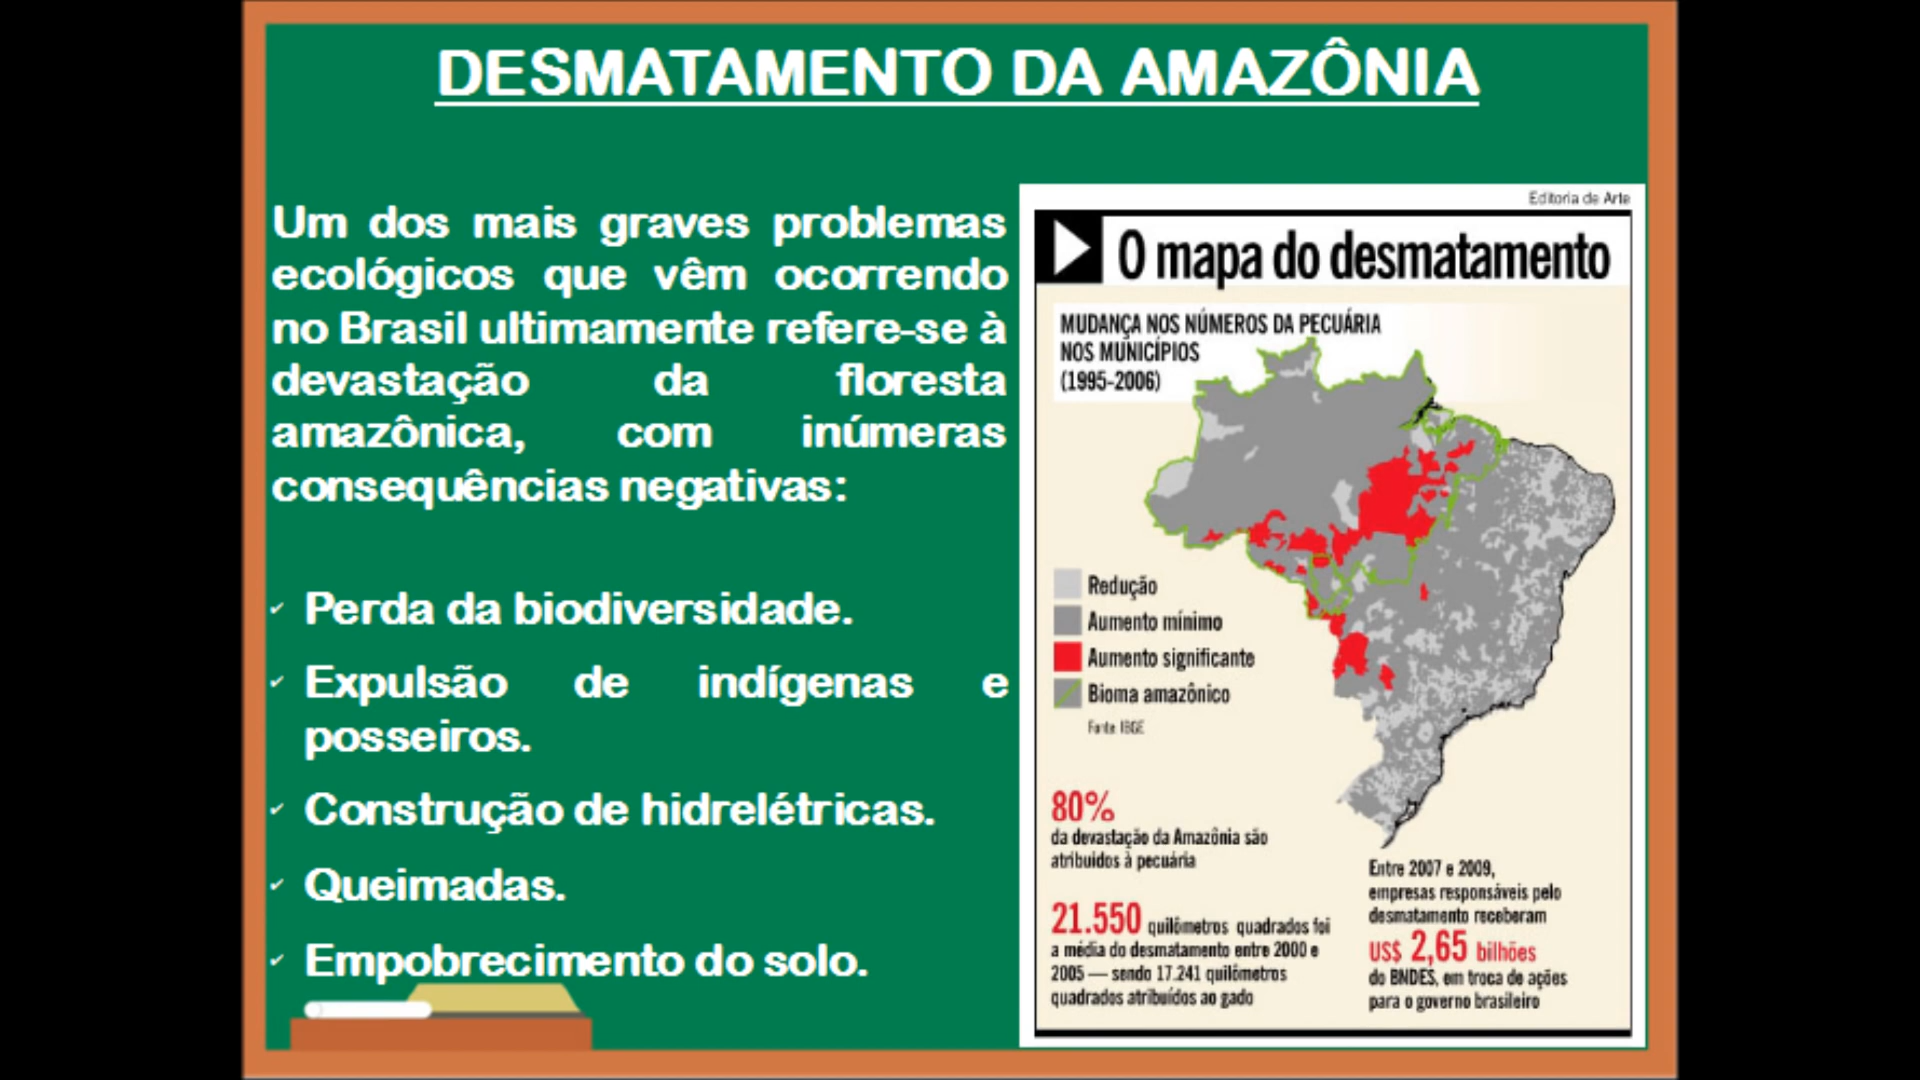 DESMATAMENTO DA AMAZÔNIA
Um dos mais graves problemas
ecológicos que vêm ocorrendo
no Brasil ultimamente refere-se à
devastação da floresta
amazônica, com inúmeras
consequências negativas:
Perda da biodiversidade.
Expulsão de indígenas e
posseiros.
Construção de hidrelétricas.
Queimadas.
Empobrecimento do solo.
Editoria de Arte
O mapa do desmatamento
MUDANÇA NOS NÚMEROS DA PECUÁRIA
NOS MUNICÍPIOS
(1995-2006)
Redução
Aumento mínimo
Aumento significante
Bioma amazônico
Fonte: IBGE
80%
da devastação da Amazônia são
atribuidos à pecuária
21.550 quilômetros quadrados foi
a média do desmatamento entre 2000 e
2005 — sendo 17.241 quilômetros
quadrados atribuídos ao gado
Entre 2007 e 2009,
empresas responsáveis pelo
desmatamento receberam
US$ 2,65 bilhões
do BNDES, em troca de ações
para o governo brasileiro